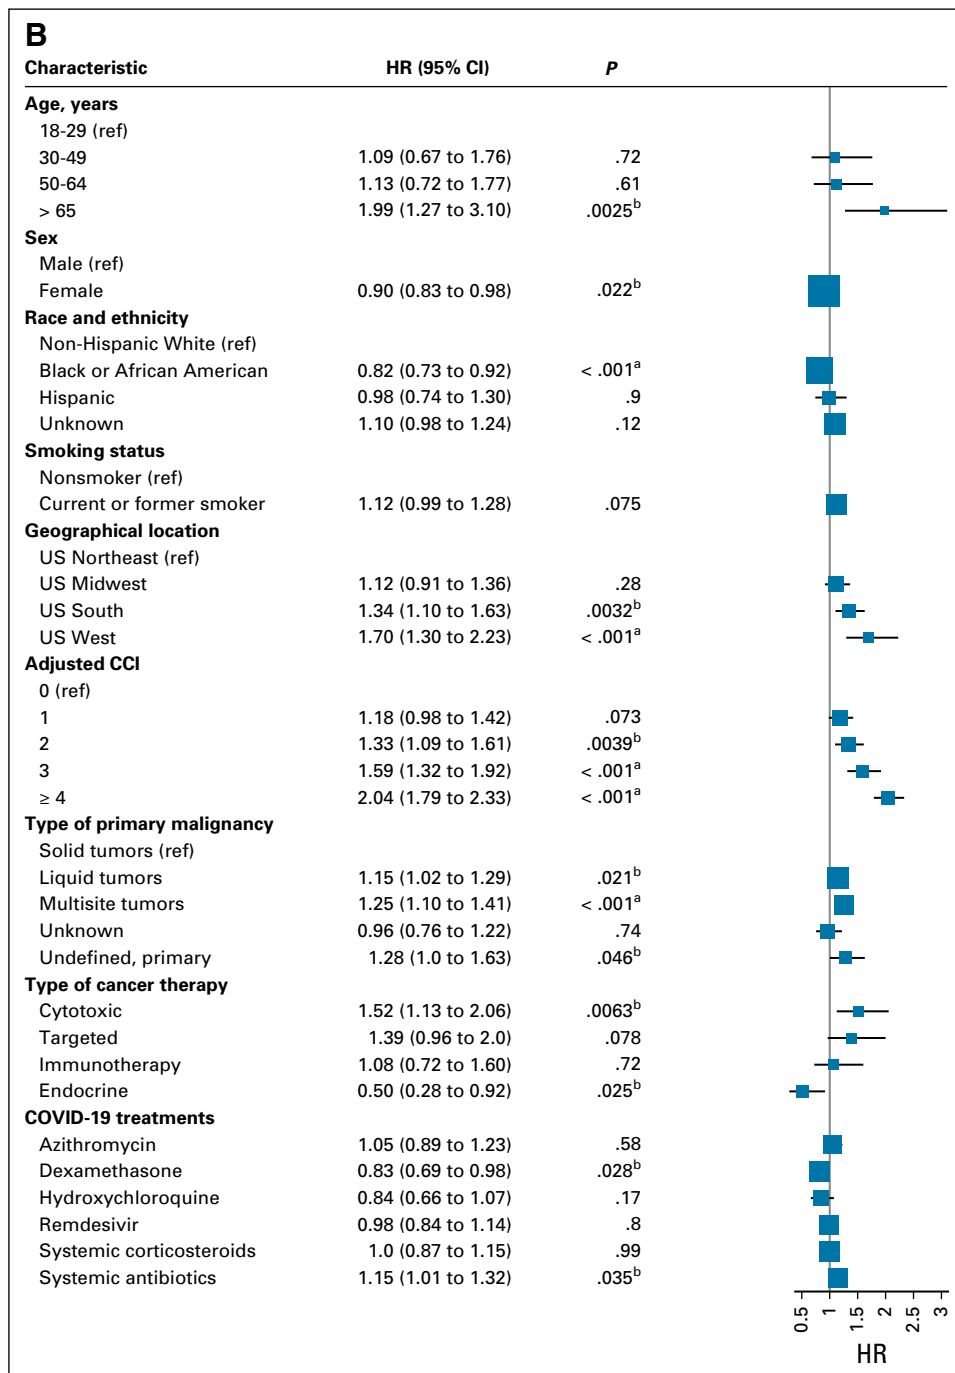 B
Characteristic HR (95% CI) P
Age, years
18-29 (ref)
30-49 1.09 (0.67 to 1.76) .72
50-64 1.13 (0.72 to 1.77) .61
> 65 1.99 (1.27 to 3.10) .0025b
Sex
Male (ref)
Female 0.90 (0.83 to 0.98) .022b
Race and ethnicity
Non-Hispanic White (ref)
Black or African American 0.82 (0.73 to 0.92) < .001a
Hispanic 0.98 (0.74 to 1.30) .9
Unknown 1.10 (0.98 to 1.24) .12
Smoking status
Nonsmoker (ref)
Current or former smoker 1.12 (0.99 to 1.28) .075
Geographical location
US Northeast (ref)
US Midwest 1.12 (0.91 to 1.36) .28
US South 1.34 (1.10 to 1.63) .0032b
US West 1.70 (1.30 to 2.23) < .001a
Adjusted CCI
0 (ref)
1 1.18 (0.98 to 1.42) .073
2 1.33 (1.09 to 1.61) .0039b
3 1.59 (1.32 to 1.92) < .001a
≥ 4 2.04 (1.79 to 2.33) < .001a
Type of primary malignancy
Solid tumors (ref)
Liquid tumors 1.15 (1.02 to 1.29) .021b
Multisite tumors 1.25 (1.10 to 1.41) < .001a
Unknown 0.96 (0.76 to 1.22) .74
Undefined, primary 1.28 (1.0 to 1.63) .046b
Type of cancer therapy
Cytotoxic 1.52 (1.13 to 2.06) .0063b
Targeted 1.39 (0.96 to 2.0) .078
Immunotherapy 1.08 (0.72 to 1.60) .72
Endocrine 0.50 (0.28 to 0.92) .025b
COVID-19 treatments
Azithromycin 1.05 (0.89 to 1.23) .58
Dexamethasone 0.83 (0.69 to 0.98) .028b
Hydroxychloroquine 0.84 (0.66 to 1.07) .17
Remdesivir 0.98 (0.84 to 1.14) .8
Systemic corticosteroids 1.0 (0.87 to 1.15) .99
Systemic antibiotics 1.15 (1.01 to 1.32) .035b
0.5 1 1.5 2 2.5 3
HR